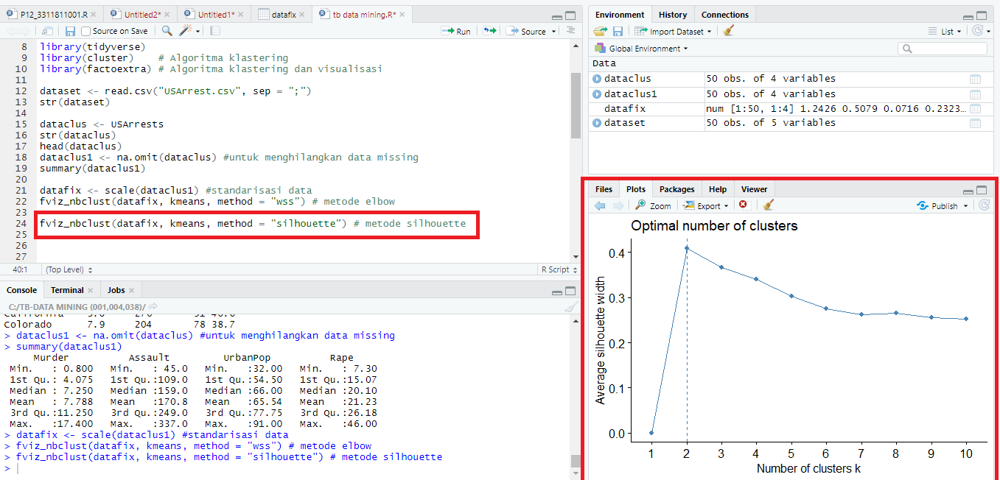 P12_3311811001.R
Untitled2*
Untitled1*
datafix
tb data mining.R*
Source on Save
Run
Source
8 library(tidyverse)
9 library(cluster) # Algoritma klastering
10 library(factoextra) # Algoritma klastering dan visualisasi
11
12 dataset <- read.csv("USArrest.csv", sep = ";")
13 str(dataset)
14
15 dataclus <- USArrests
16 str(dataclus)
17 head(dataclus)
18 dataclus1 <- na.omit(dataclus) #untuk menghilangkan data missing
19 summary(dataclus1)
20
21 datafix <- scale(dataclus1) #standarisasi data
22 fviz_nbclust(datafix, kmeans, method = "wss") # metode elbow
23
24 fviz_nbclust(datafix, kmeans, method = "silhouette") # metode silhouette
25
26
27
40:1 (Top Level) R Script
Console Terminal Jobs
C:/TB-DATA MINING (001,004,038)/
Colorado 7.9 204 78 38.7
> dataclus1 <- na.omit(dataclus) #untuk menghilangkan data missing
> summary(dataclus1)
Murder Assault UrbanPop Rape
Min. : 0.800 Min. : 45.0 Min. :32.00 Min. : 7.30
1st Qu.: 4.075 1st Qu.:109.0 1st Qu.:54.50 1st Qu.:15.07
Median : 7.250 Median :159.0 Median :66.00 Median :20.10
Mean : 7.788 Mean :170.8 Mean :65.54 Mean :21.23
3rd Qu.:11.250 3rd Qu.:249.0 3rd Qu.:77.75 3rd Qu.:26.18
Max. :17.400 Max. :337.0 Max. :91.00 Max. :46.00
> datafix <- scale(dataclus1) #standarisasi data
> fviz_nbclust(datafix, kmeans, method = "wss") # metode elbow
> fviz_nbclust(datafix, kmeans, method = "silhouette") # metode silhouette
>
Environment History Connections
Import Dataset
List
Global Environment
Data
dataclus 50 obs. of 4 variables
dataclus1 50 obs. of 4 variables
datafix num [1:50, 1:4] 1.2426 0.5079 0.0716 0.2323...
dataset 50 obs. of 5 variables
Files Plots Packages Help Viewer
Zoom Export Publish
Optimal number of clusters
Average silhouette width
0.4
0.3
0.2
0.1
0.0
1 2 3 4 5 6 7 8 9 10
Number of clusters k